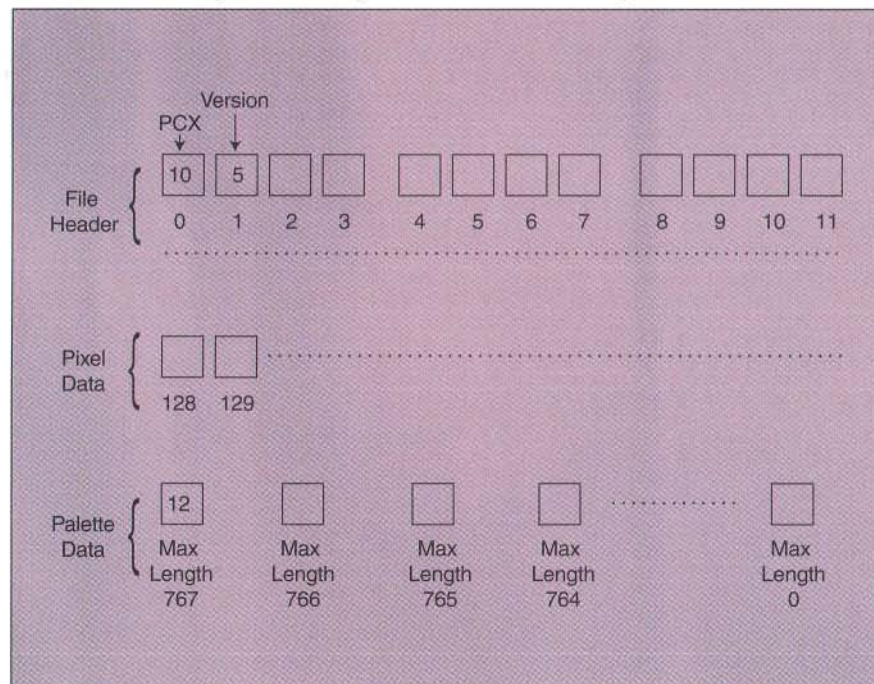 Version
PCX
10 5
File Header
0 1 2 3 4 5 6 7 8 9 10 11
Pixel Data
128 129
12
Palette Data
Max Length 767
Max Length 766
Max Length 765
Max Length 764
Max Length 0